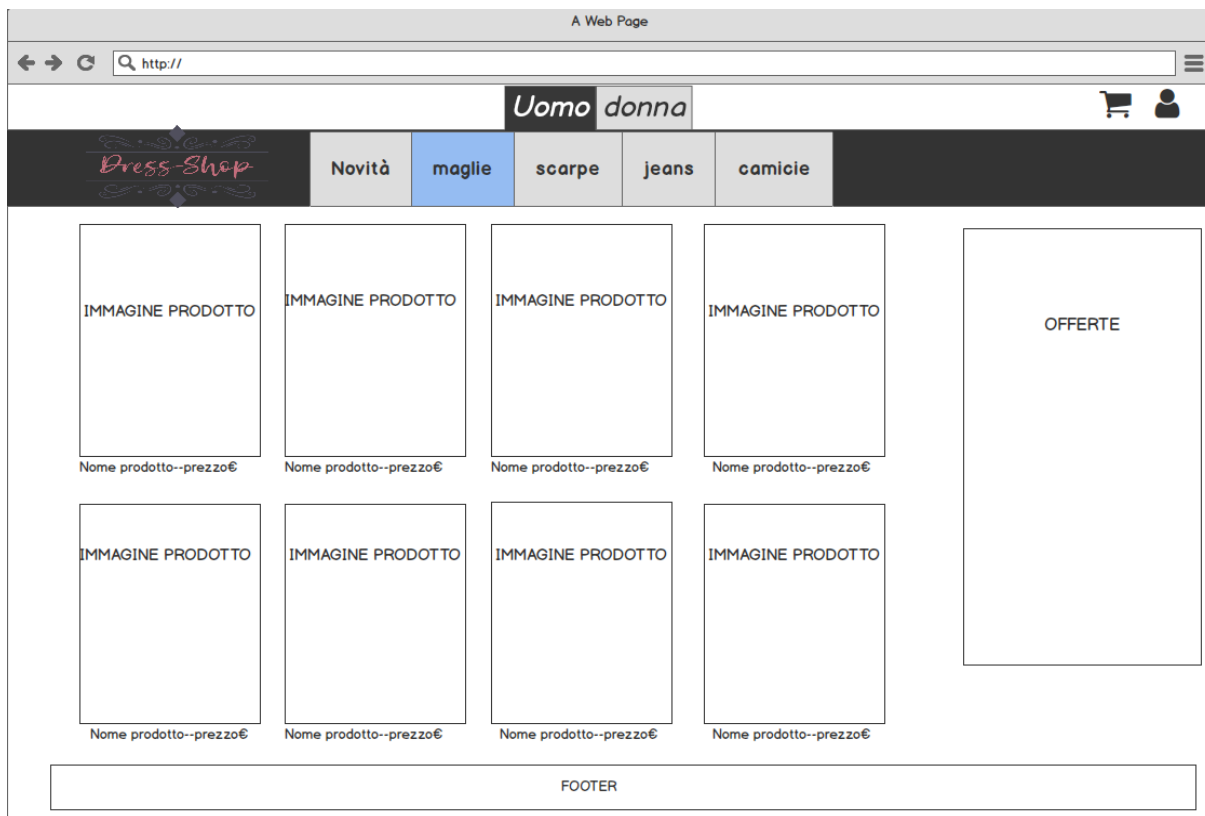 A Web Page
http://
Uomo donna
Dress-Shop
Novità maglie scarpe jeans camicie
IMMAGINE PRODOTTO IMMAGINE PRODOTTO IMMAGINE PRODOTTO IMMAGINE PRODOTTO
OFFERTE
Nome prodotto--prezzo€ Nome prodotto--prezzo€ Nome prodotto--prezzo€ Nome prodotto--prezzo€
IMMAGINE PRODOTTO IMMAGINE PRODOTTO IMMAGINE PRODOTTO IMMAGINE PRODOTTO
Nome prodotto--prezzo€ Nome prodotto--prezzo€ Nome prodotto--prezzo€ Nome prodotto--prezzo€
FOOTER